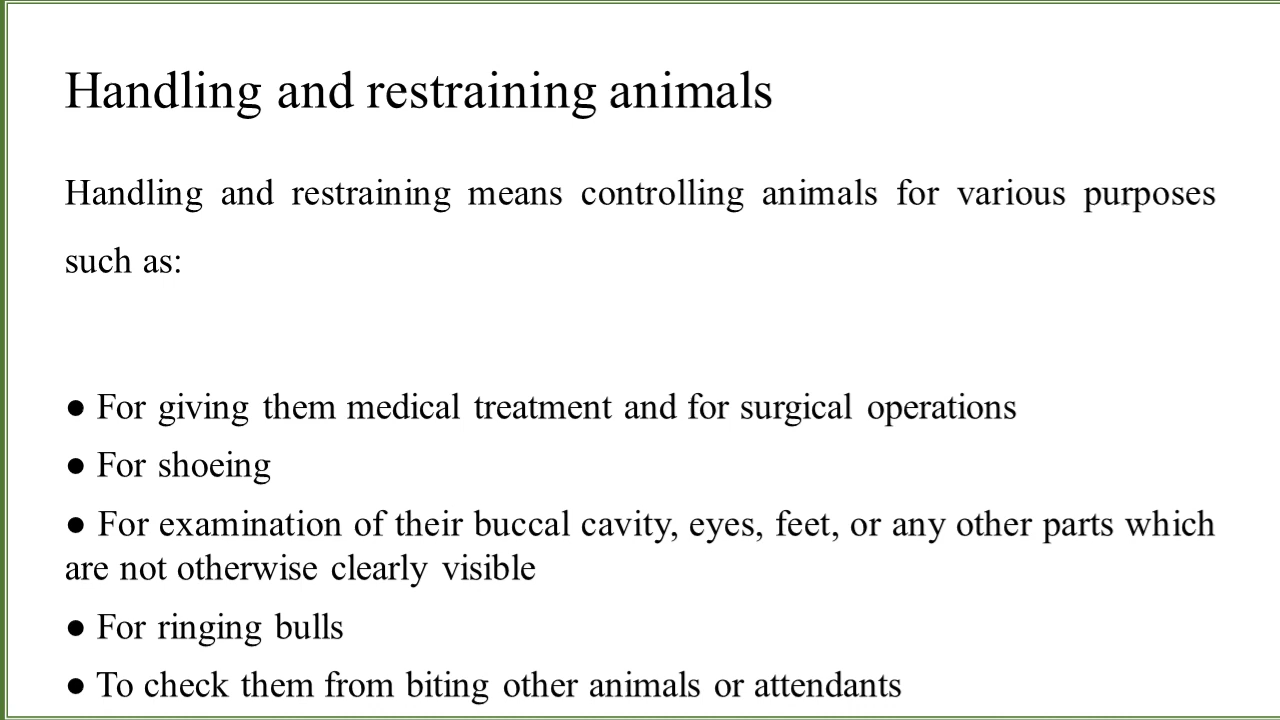 Handling and restraining animals
Handling and restraining means controlling animals for various purposes
such as:
● For giving them medical treatment and for surgical operations
● For shoeing
● For examination of their buccal cavity, eyes, feet, or any other parts which
are not otherwise clearly visible
● For ringing bulls
● To check them from biting other animals or attendants